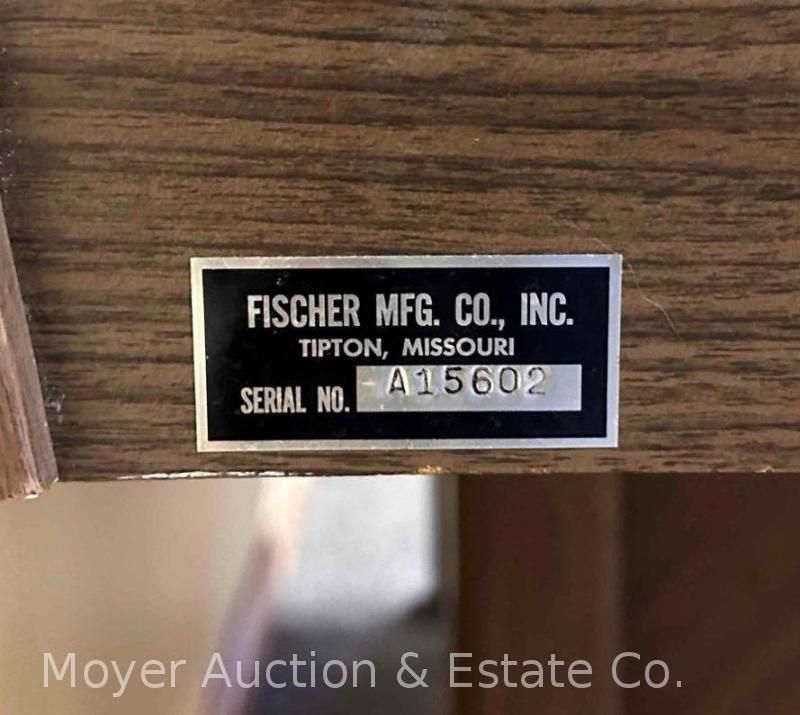 FISCHER MFG. CO., INC.
TIPTON, MISSOURI
SERIAL NO. A15602
Moyer Auction & Estate Co.